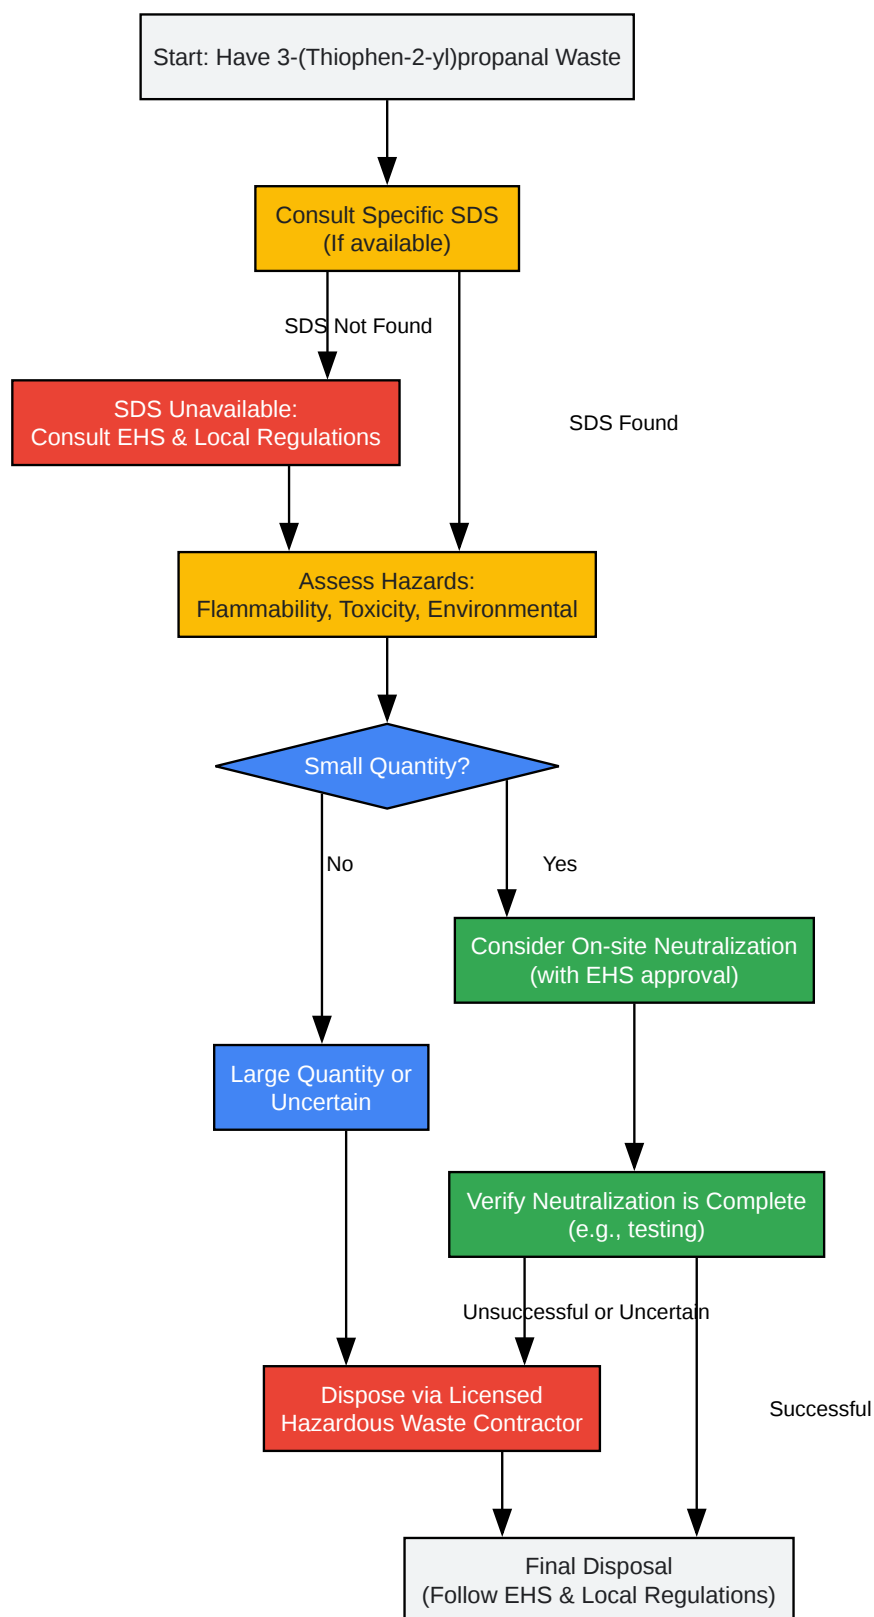 Start: Have 3-(Thiophen-2-yl)propanal Waste
Consult Specific SDS
(If available)
SDS Not Found
SDS Unavailable:
Consult EHS & Local Regulations
SDS Found
Assess Hazards:
Flammability, Toxicity, Environmental
Small Quantity?
No
Yes
Consider On-site Neutralization
(with EHS approval)
Large Quantity or
Uncertain
Verify Neutralization is Complete
(e.g., testing)
Unsuccessful or Uncertain
Dispose via Licensed
Hazardous Waste Contractor
Successful
Final Disposal
(Follow EHS & Local Regulations)